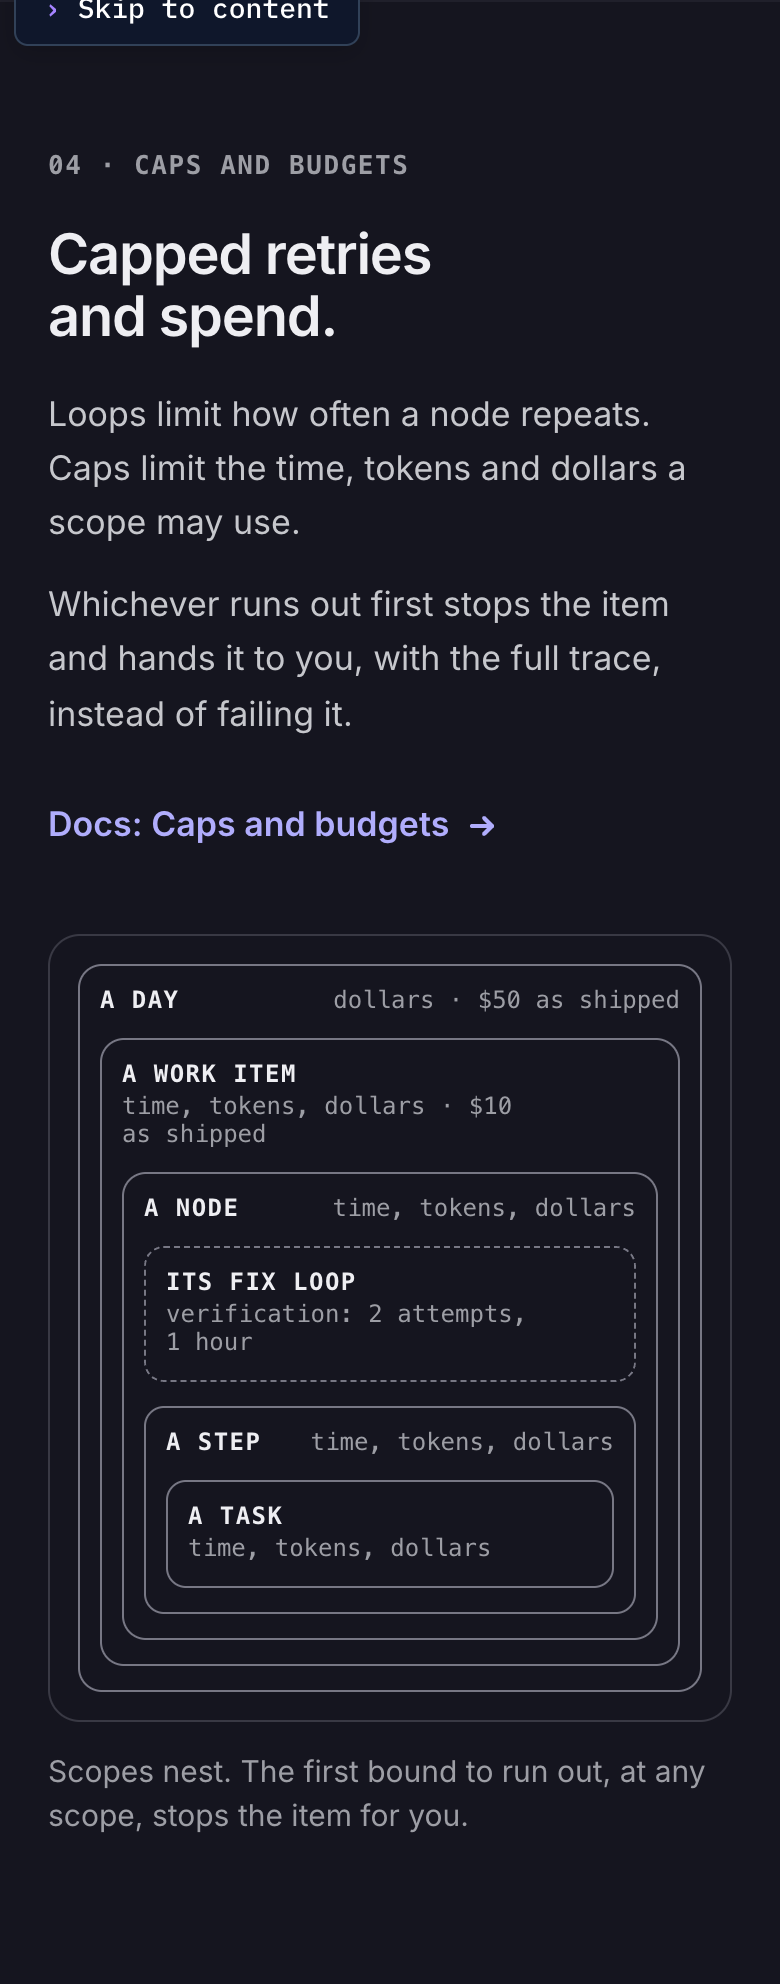 › Skip to content
04 · CAPS AND BUDGETS
Capped retries
and spend.
Loops limit how often a node repeats.
Caps limit the time, tokens and dollars a
scope may use.
Whichever runs out first stops the item
and hands it to you, with the full trace,
instead of failing it.
Docs: Caps and budgets →
A DAY dollars · $50 as shipped
A WORK ITEM
time, tokens, dollars · $10
as shipped
A NODE time, tokens, dollars
ITS FIX LOOP
verification: 2 attempts,
1 hour
A STEP time, tokens, dollars
A TASK
time, tokens, dollars
Scopes nest. The first bound to run out, at any
scope, stops the item for you.